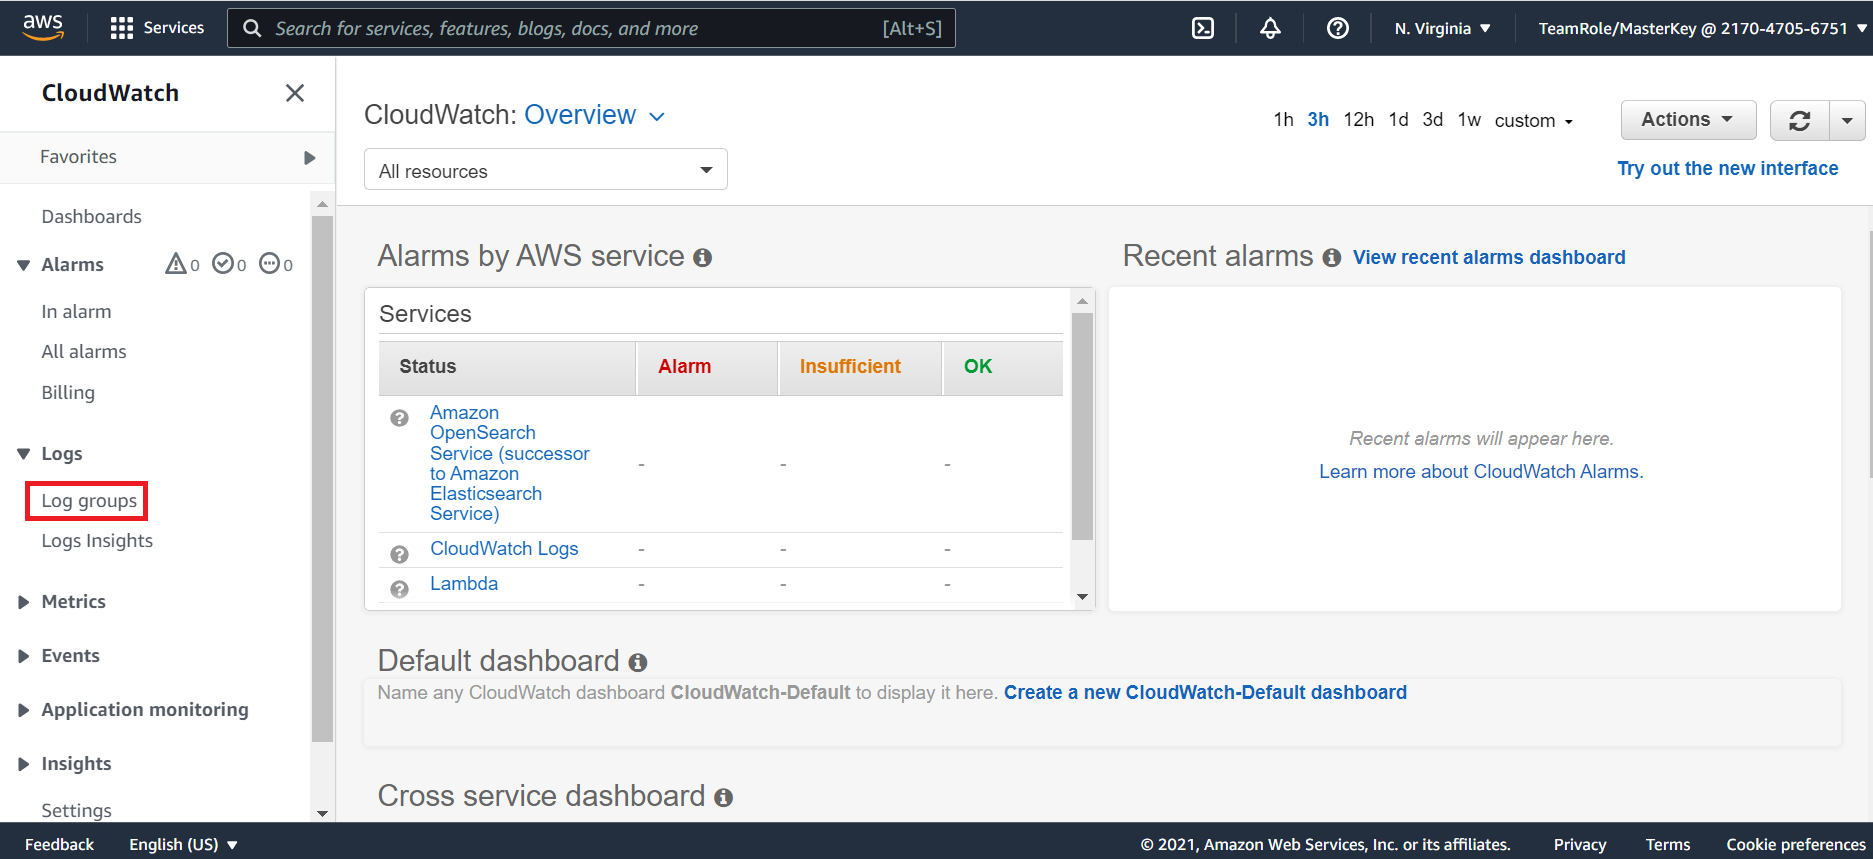 aws
Services
Search for services, features, blogs, docs, and more
[Alt+S]
N. Virginia
TeamRole/MasterKey @ 2170-4705-6751
CloudWatch
Favorites
Dashboards
Alarms
0
0
0
In alarm
All alarms
Billing
Logs
Log groups
Logs Insights
Metrics
Events
Application monitoring
Insights
Settings
CloudWatch: Overview
1h 3h 12h 1d 3d 1w custom
Actions
All resources
Try out the new interface
Alarms by AWS service
Services
Status Alarm Insufficient OK
Amazon
OpenSearch
Service (successor
to Amazon
Elasticsearch
Service)
- - -
CloudWatch Logs - - -
Lambda - - -
Recent alarms
View recent alarms dashboard
Recent alarms will appear here.
Learn more about CloudWatch Alarms.
Default dashboard
Name any CloudWatch dashboard CloudWatch-Default to display it here. Create a new CloudWatch-Default dashboard
Cross service dashboard
Feedback
English (US)
© 2021, Amazon Web Services, Inc. or its affiliates.
Privacy
Terms
Cookie preferences